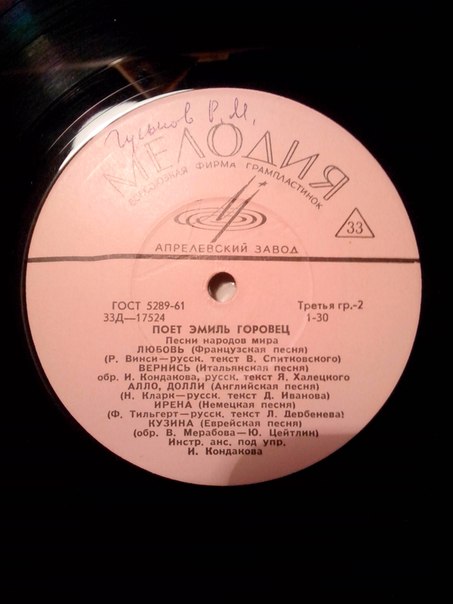 Гуськов Р. М.
МЕЛОДИЯ
ВСЕСОЮЗНАЯ ФИРМА ГРАМПЛАСТИНОК
33
АПРЕЛЕВСКИЙ ЗАВОД
ГОСТ 5289-61 Третья гр.-2
33Д—17524 1-30
ПОЕТ ЭМИЛЬ ГОРОВЕЦ
Песни народов мира
ЛЮБОВЬ (Французская песня)
(Р. Винси—русск. текст В. Спитковского)
ВЕРНИСЬ (Итальянская песня)
обр. И. Кондакова, русск. текст Я. Халецкого
АЛЛО, ДОЛЛИ (Английская песня)
(Н. Кларк—русск. текст Д. Иванова)
ИРЕНА (Немецкая песня)
(Ф. Тильгерт—русск. текст Л. Дербенева)
КУЗИНА (Еврейская песня)
(обр. В. Мерабова—Ю. Цейтлин)
Инстр. анс. под упр.
И. Кондакова